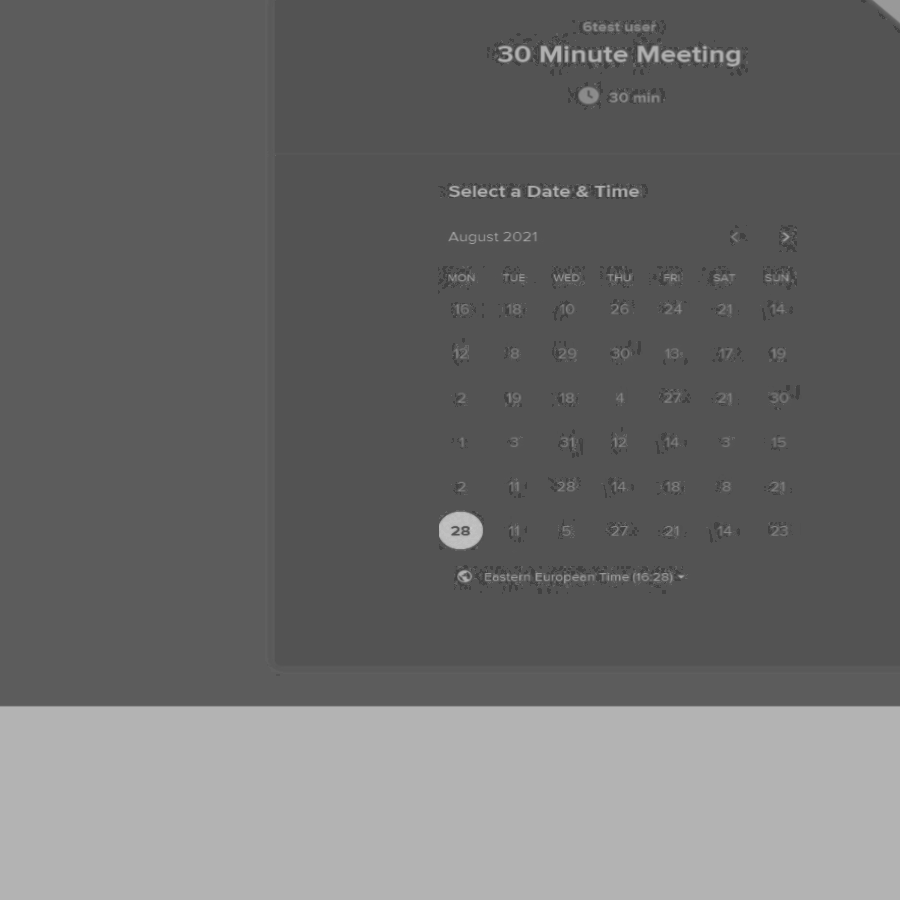 6test user
30 Minute Meeting
30 min
Select a Date & Time
August 2021
MON TUE WED THU FRI SAT SUN
16 18 10 26 24 21 14
12 8 29 30 13 17 19
2 19 18 4 27 21 30
1 3 31 12 14 3 15
2 11 28 14 18 8 21
28 11 5 27 21 14 23
Eastern European Time (16:28)